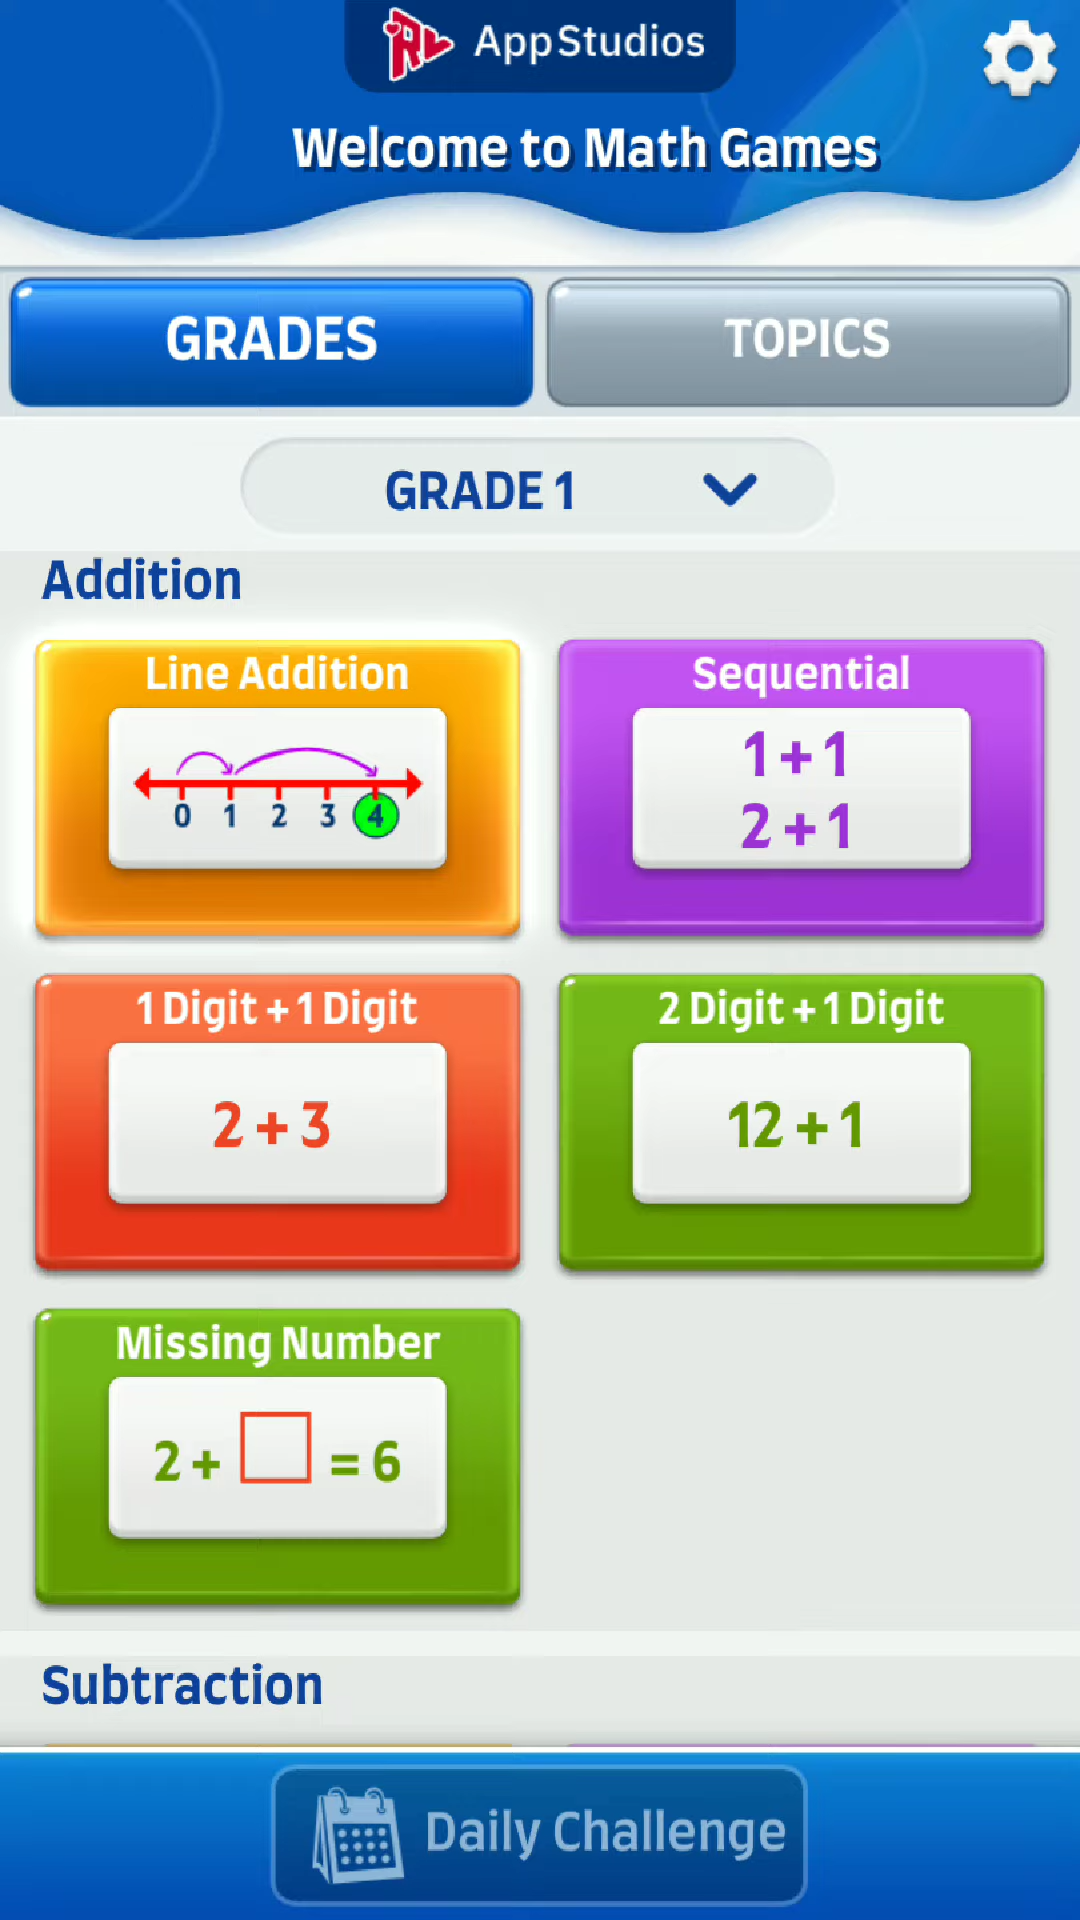 RV AppStudios
Welcome to Math Games
GRADES
TOPICS
GRADE 1
Addition
Line Addition
0 1 2 3 4
Sequential
1 + 1
2 + 1
1 Digit + 1 Digit
2 + 3
2 Digit + 1 Digit
12 + 1
Missing Number
2 + = 6
Subtraction
Daily Challenge